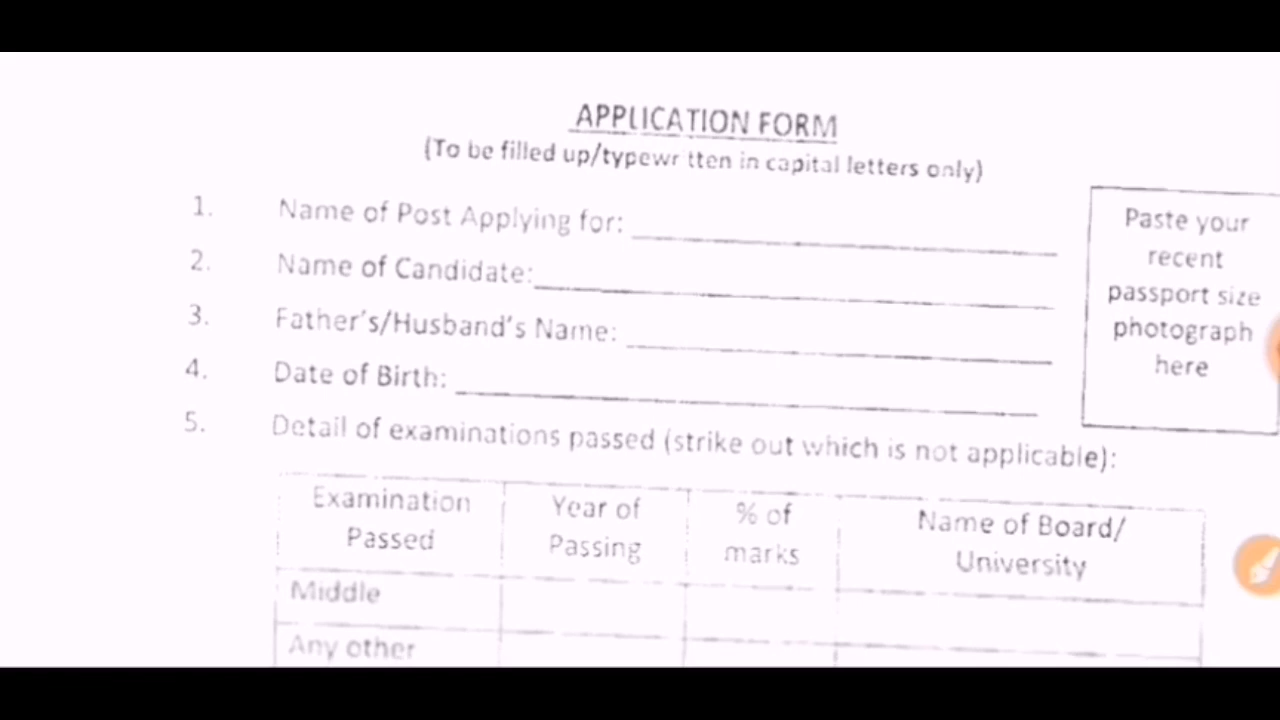 APPLICATION FORM
(To be filled up/typewr tten in capital letters only)
1. Name of Post Applying for:
2. Name of Candidate:
3. Father's/Husband's Name:
4. Date of Birth:
5. Detail of examinations passed (strike out which is not applicable):
Paste your
recent
passport size
photograph
here
Examination Passed
Year of Passing
% of marks
Name of Board/ University
Middle
Any other